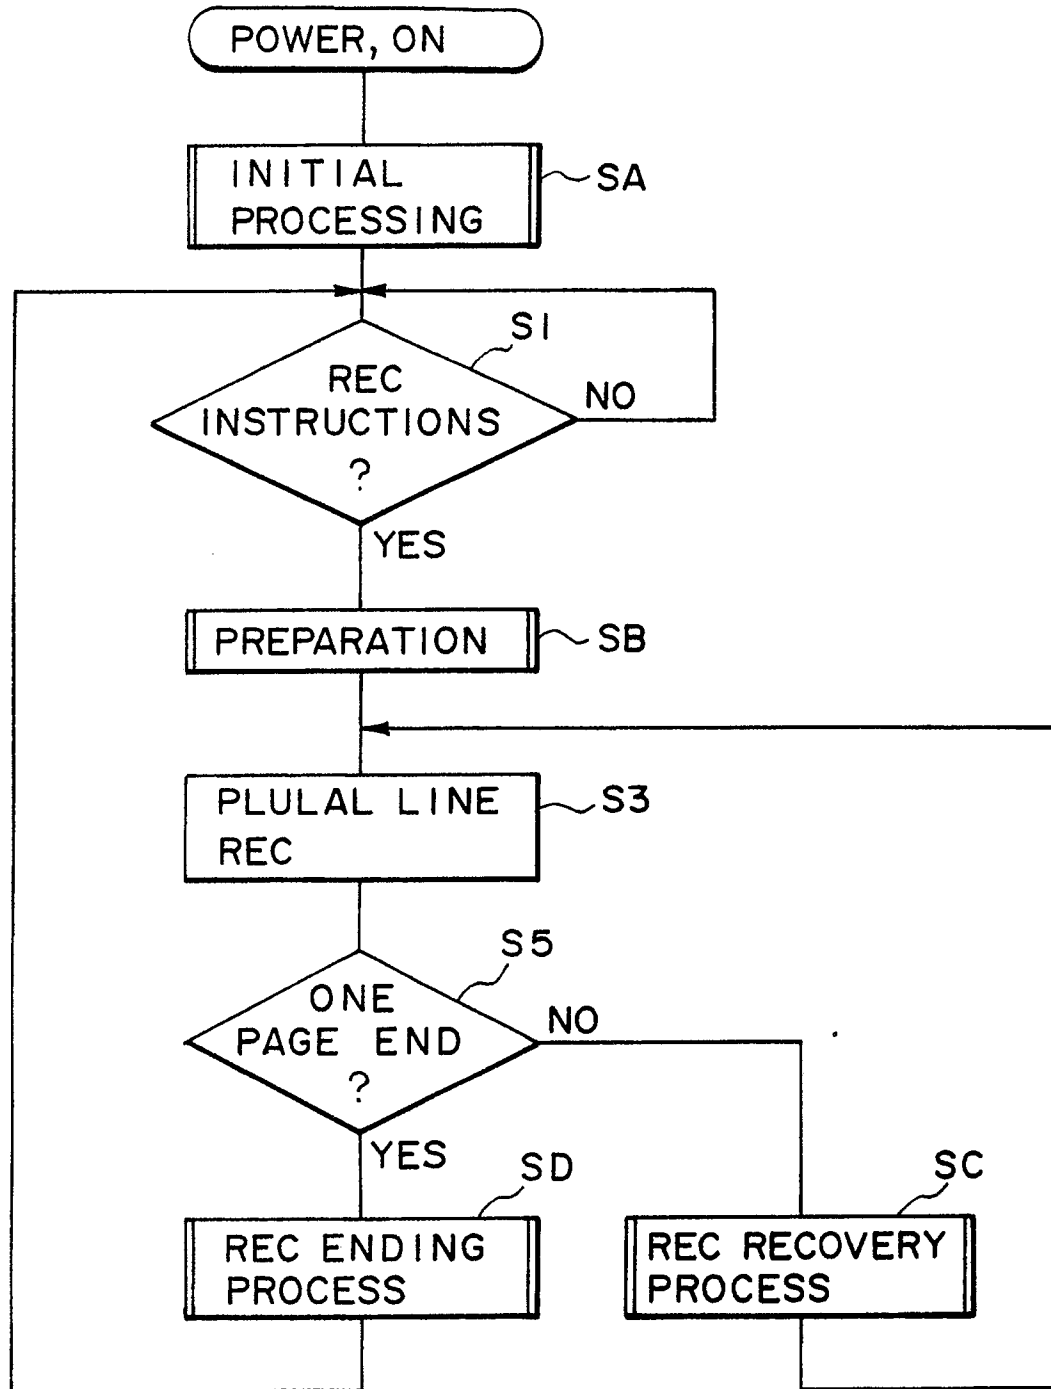 POWER, ON
INITIAL
PROCESSING
SA
S1
REC
INSTRUCTIONS
?
NO
YES
PREPARATION
SB
PLULAL LINE
REC
S3
S5
ONE
PAGE END
?
NO
YES
SD
SC
REC ENDING
PROCESS
REC RECOVERY
PROCESS